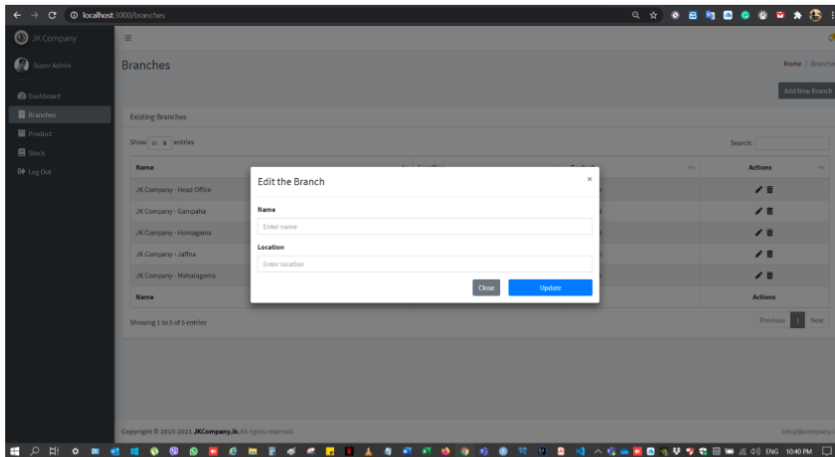 localhost:3000/branches
JK Company
Super Admin
Branches
Home / Branche
Dashboard
Add New Branch
Branches
Existing Branches
Product
Show entries
Search:
Stock
Name
Actions
Log Out
Edit the Branch
×
Name
Enter name
Location
Enter location
Close
Update
JK Company - Head Office
JK Company - Gampaha
JK Company - Homagama
JK Company - Jaffna
JK Company - Maharagama
Name
Actions
Showing 1 to 5 of 5 entries
Previous 1 Next
Copyright © 2015-2021 JKCompany.lk. All rights reserved.
ENG 10:40 PM